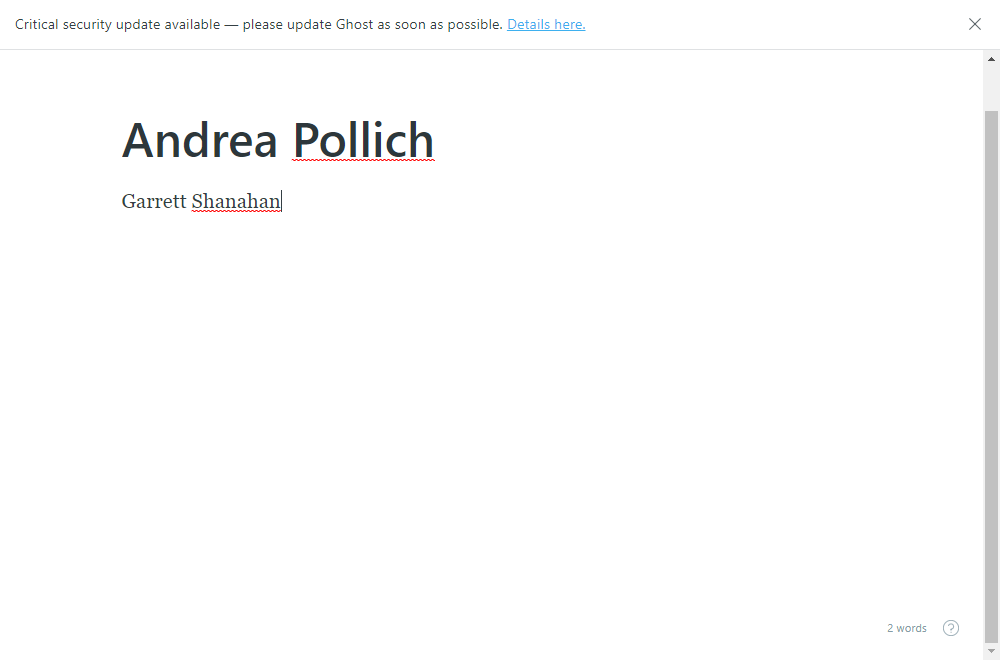 Critical security update available — please update Ghost as soon as possible. Details here.
Andrea Pollich
Garrett Shanahan
2 words
?